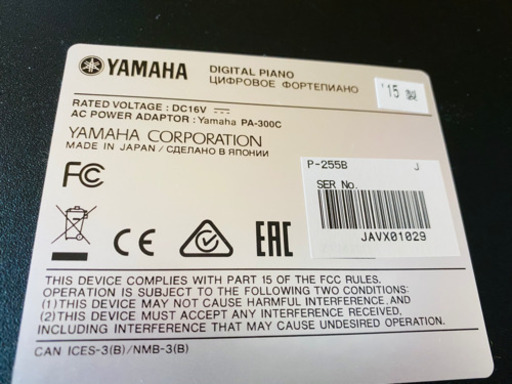 YAMAHA
DIGITAL PIANO
ЦИФРОВОЕ ФОРТЕПИАНО
'15 製
RATED VOLTAGE : DC16V
AC POWER ADAPTOR : Yamaha PA-300C
YAMAHA CORPORATION
MADE IN JAPAN / СДЕЛАНО В ЯПОНИИ
P-255B J
SER No.
JAVX01029
FC
CE EAC
THIS DEVICE COMPLIES WITH PART 15 OF THE FCC RULES.
OPERATION IS SUBJECT TO THE FOLLOWING TWO CONDITIONS:
(1) THIS DEVICE MAY NOT CAUSE HARMFUL INTERFERENCE, AND
(2) THIS DEVICE MUST ACCEPT ANY INTERFERENCE RECEIVED,
INCLUDING INTERFERENCE THAT MAY CAUSE UNDESIRED OPERATION.
CAN ICES-3(B)/NMB-3(B)